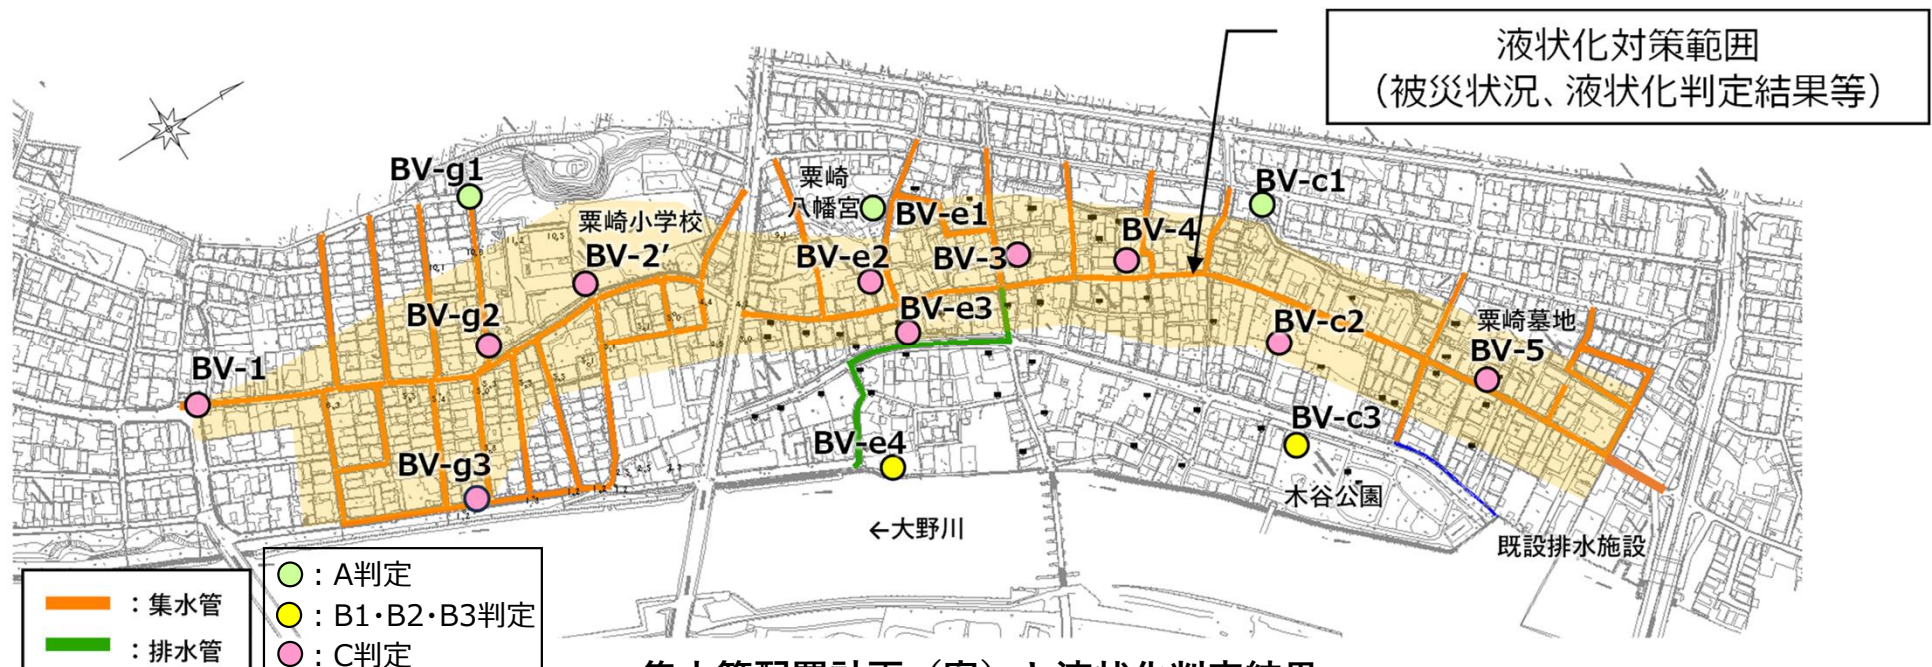 液状化対策範囲
（被災状況、液状化判定結果等）
BV-g1
粟崎小学校
BV-2’
粟崎
八幡宮
BV-e1
BV-c1
BV-4
BV-e2
BV-3
BV-g2
BV-e3
BV-c2
粟崎墓地
BV-5
BV-1
BV-g3
BV-e4
BV-c3
木谷公園
←大野川
既設排水施設
：集水管
：排水管
：A判定
：B1・B2・B3判定
：C判定